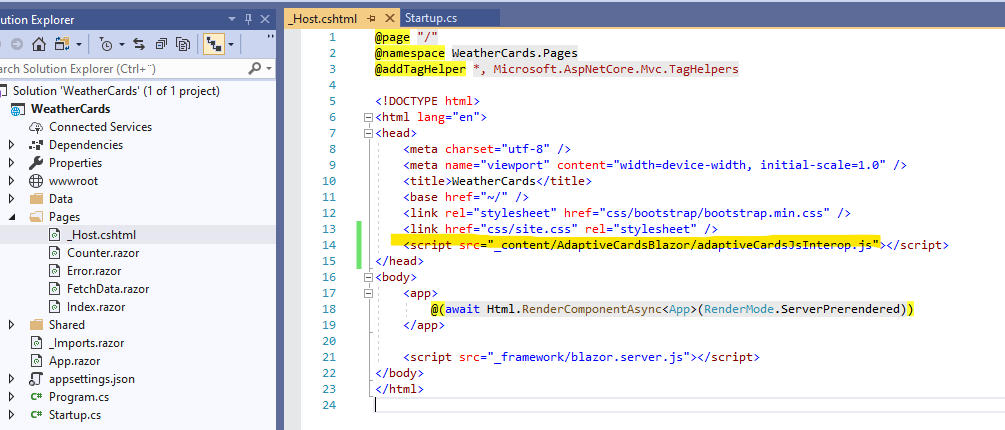 olution Explorer
arch Solution Explorer (Ctrl+¨)
Solution 'WeatherCards' (1 of 1 project)
WeatherCards
Connected Services
Dependencies
Properties
wwwroot
Data
Pages
_Host.cshtml
Counter.razor
Error.razor
FetchData.razor
Index.razor
Shared
_Imports.razor
App.razor
appsettings.json
C# Program.cs
C# Startup.cs
_Host.cshtml Startup.cs
1 @page "/"
2 @namespace WeatherCards.Pages
3 @addTagHelper *, Microsoft.AspNetCore.Mvc.TagHelpers
4
5 <!DOCTYPE html>
6 <html lang="en">
7 <head>
8 <meta charset="utf-8" />
9 <meta name="viewport" content="width=device-width, initial-scale=1.0" />
10 <title>WeatherCards</title>
11 <base href="~/" />
12 <link rel="stylesheet" href="css/bootstrap/bootstrap.min.css" />
13 <link href="css/site.css" rel="stylesheet" />
14 <script src="_content/AdaptiveCardsBlazor/adaptiveCardsJsInterop.js"></script>
15 </head>
16 <body>
17 <app>
18 @(await Html.RenderComponentAsync<App>(RenderMode.ServerPrerendered))
19 </app>
20
21 <script src="_framework/blazor.server.js"></script>
22 </body>
23 </html>
24